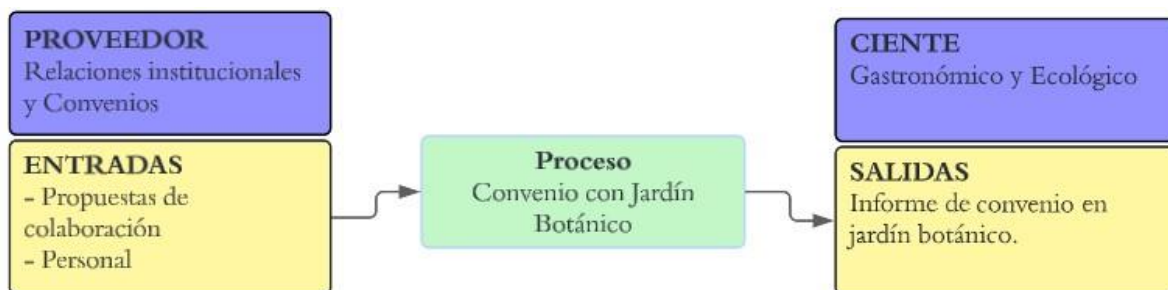 PROVEEDOR
Relaciones institucionales
y Convenios
ENTRADAS
- Propuestas de
colaboración
- Personal
Proceso
Convenio con Jardín
Botánico
CIENTE
Gastronómico y Ecológico
SALIDAS
Informe de convenio en
jardín botánico.